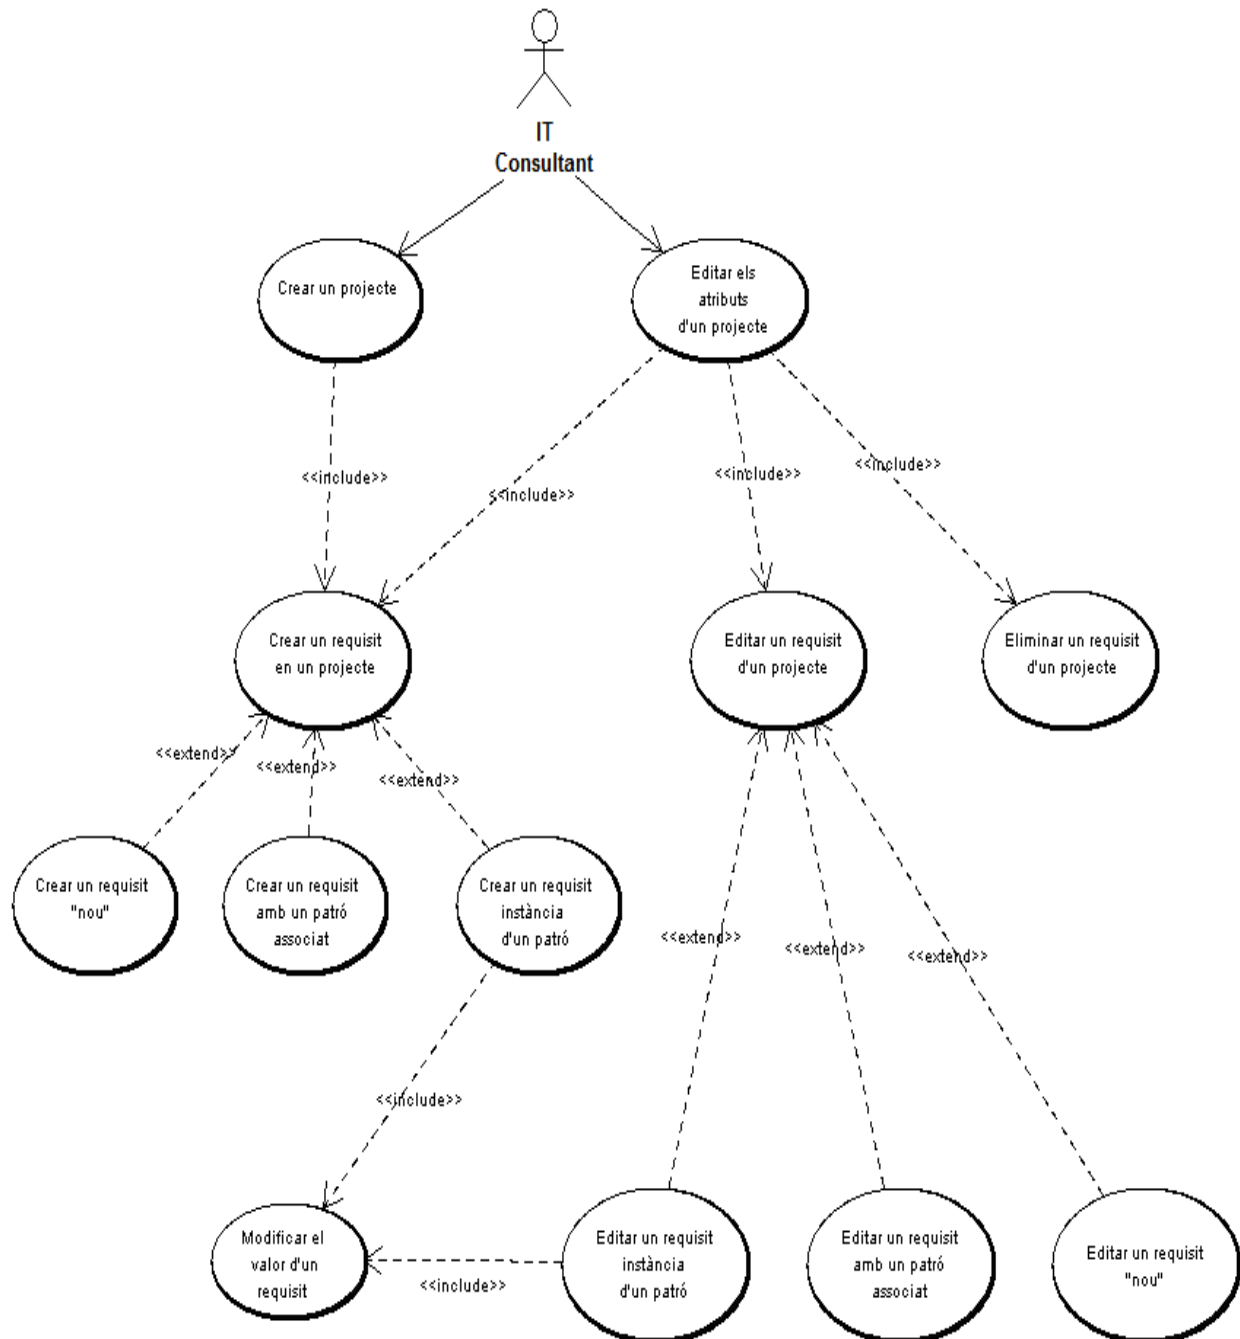 IT
Consultant
Crear un projecte
Editar els
atributs
d'un projecte
<<include>>
<<include>>
<<include>>
<<include>>
Crear un requisit
en un projecte
Editar un requisit
d'un projecte
Eliminar un requisit
d'un projecte
<<extend>>
<<extend>>
<<extend>>
Crear un requisit
"nou"
Crear un requisit
amb un patró
associat
Crear un requisit
instància
d'un patró
<<extend>>
<<extend>>
<<extend>>
<<include>>
Modificar el
valor d'un
requisit
<<include>>
Editar un requisit
instància
d'un patró
Editar un requisit
amb un patró
associat
Editar un requisit
"nou"